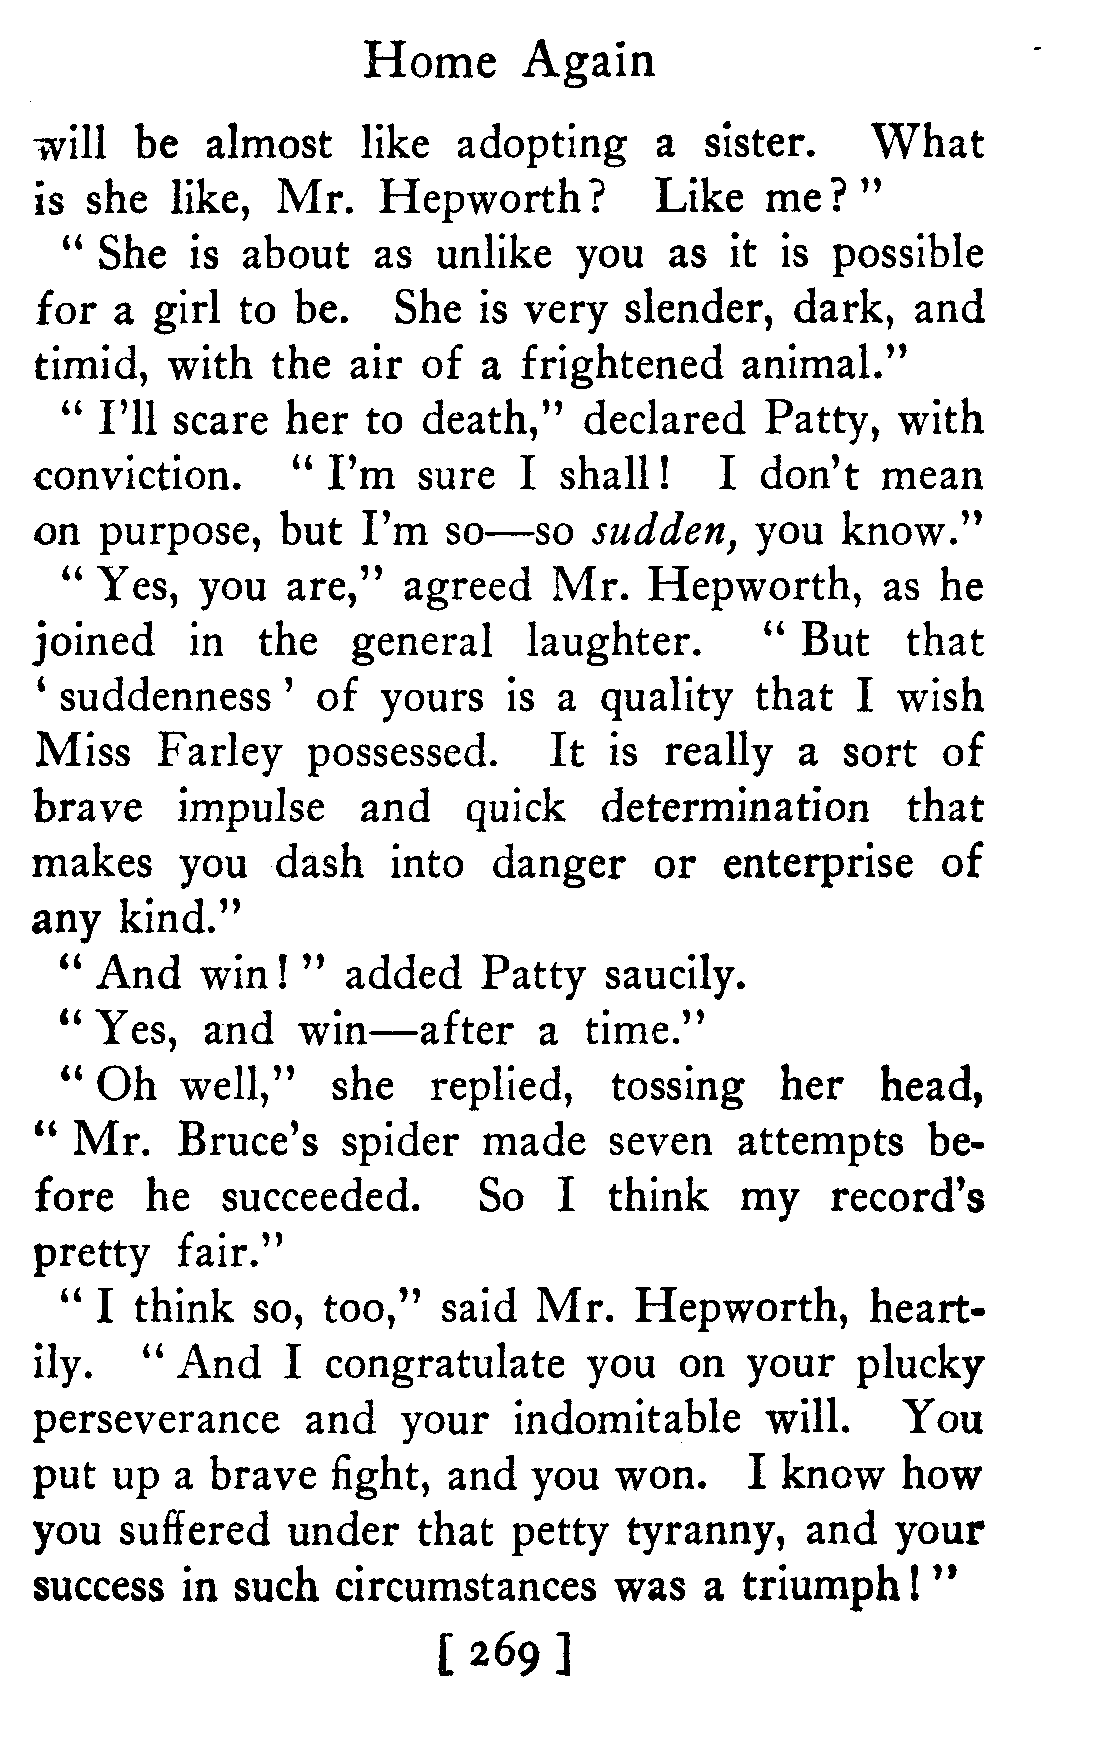 Home Again
will be almost like adopting a sister. What
is she like, Mr. Hepworth? Like me?"
"She is about as unlike you as it is possible
for a girl to be. She is very slender, dark, and
timid, with the air of a frightened animal."
"I'll scare her to death," declared Patty, with
conviction. "I'm sure I shall! I don't mean
on purpose, but I'm so—so sudden, you know."
"Yes, you are," agreed Mr. Hepworth, as he
joined in the general laughter. "But that
'suddenness' of yours is a quality that I wish
Miss Farley possessed. It is really a sort of
brave impulse and quick determination that
makes you dash into danger or enterprise of
any kind."
"And win!" added Patty saucily.
"Yes, and win—after a time."
"Oh well," she replied, tossing her head,
"Mr. Bruce's spider made seven attempts be-
fore he succeeded. So I think my record's
pretty fair."
"I think so, too," said Mr. Hepworth, heart-
ily. "And I congratulate you on your plucky
perseverance and your indomitable will. You
put up a brave fight, and you won. I know how
you suffered under that petty tyranny, and your
success in such circumstances was a triumph!"
[ 269 ]